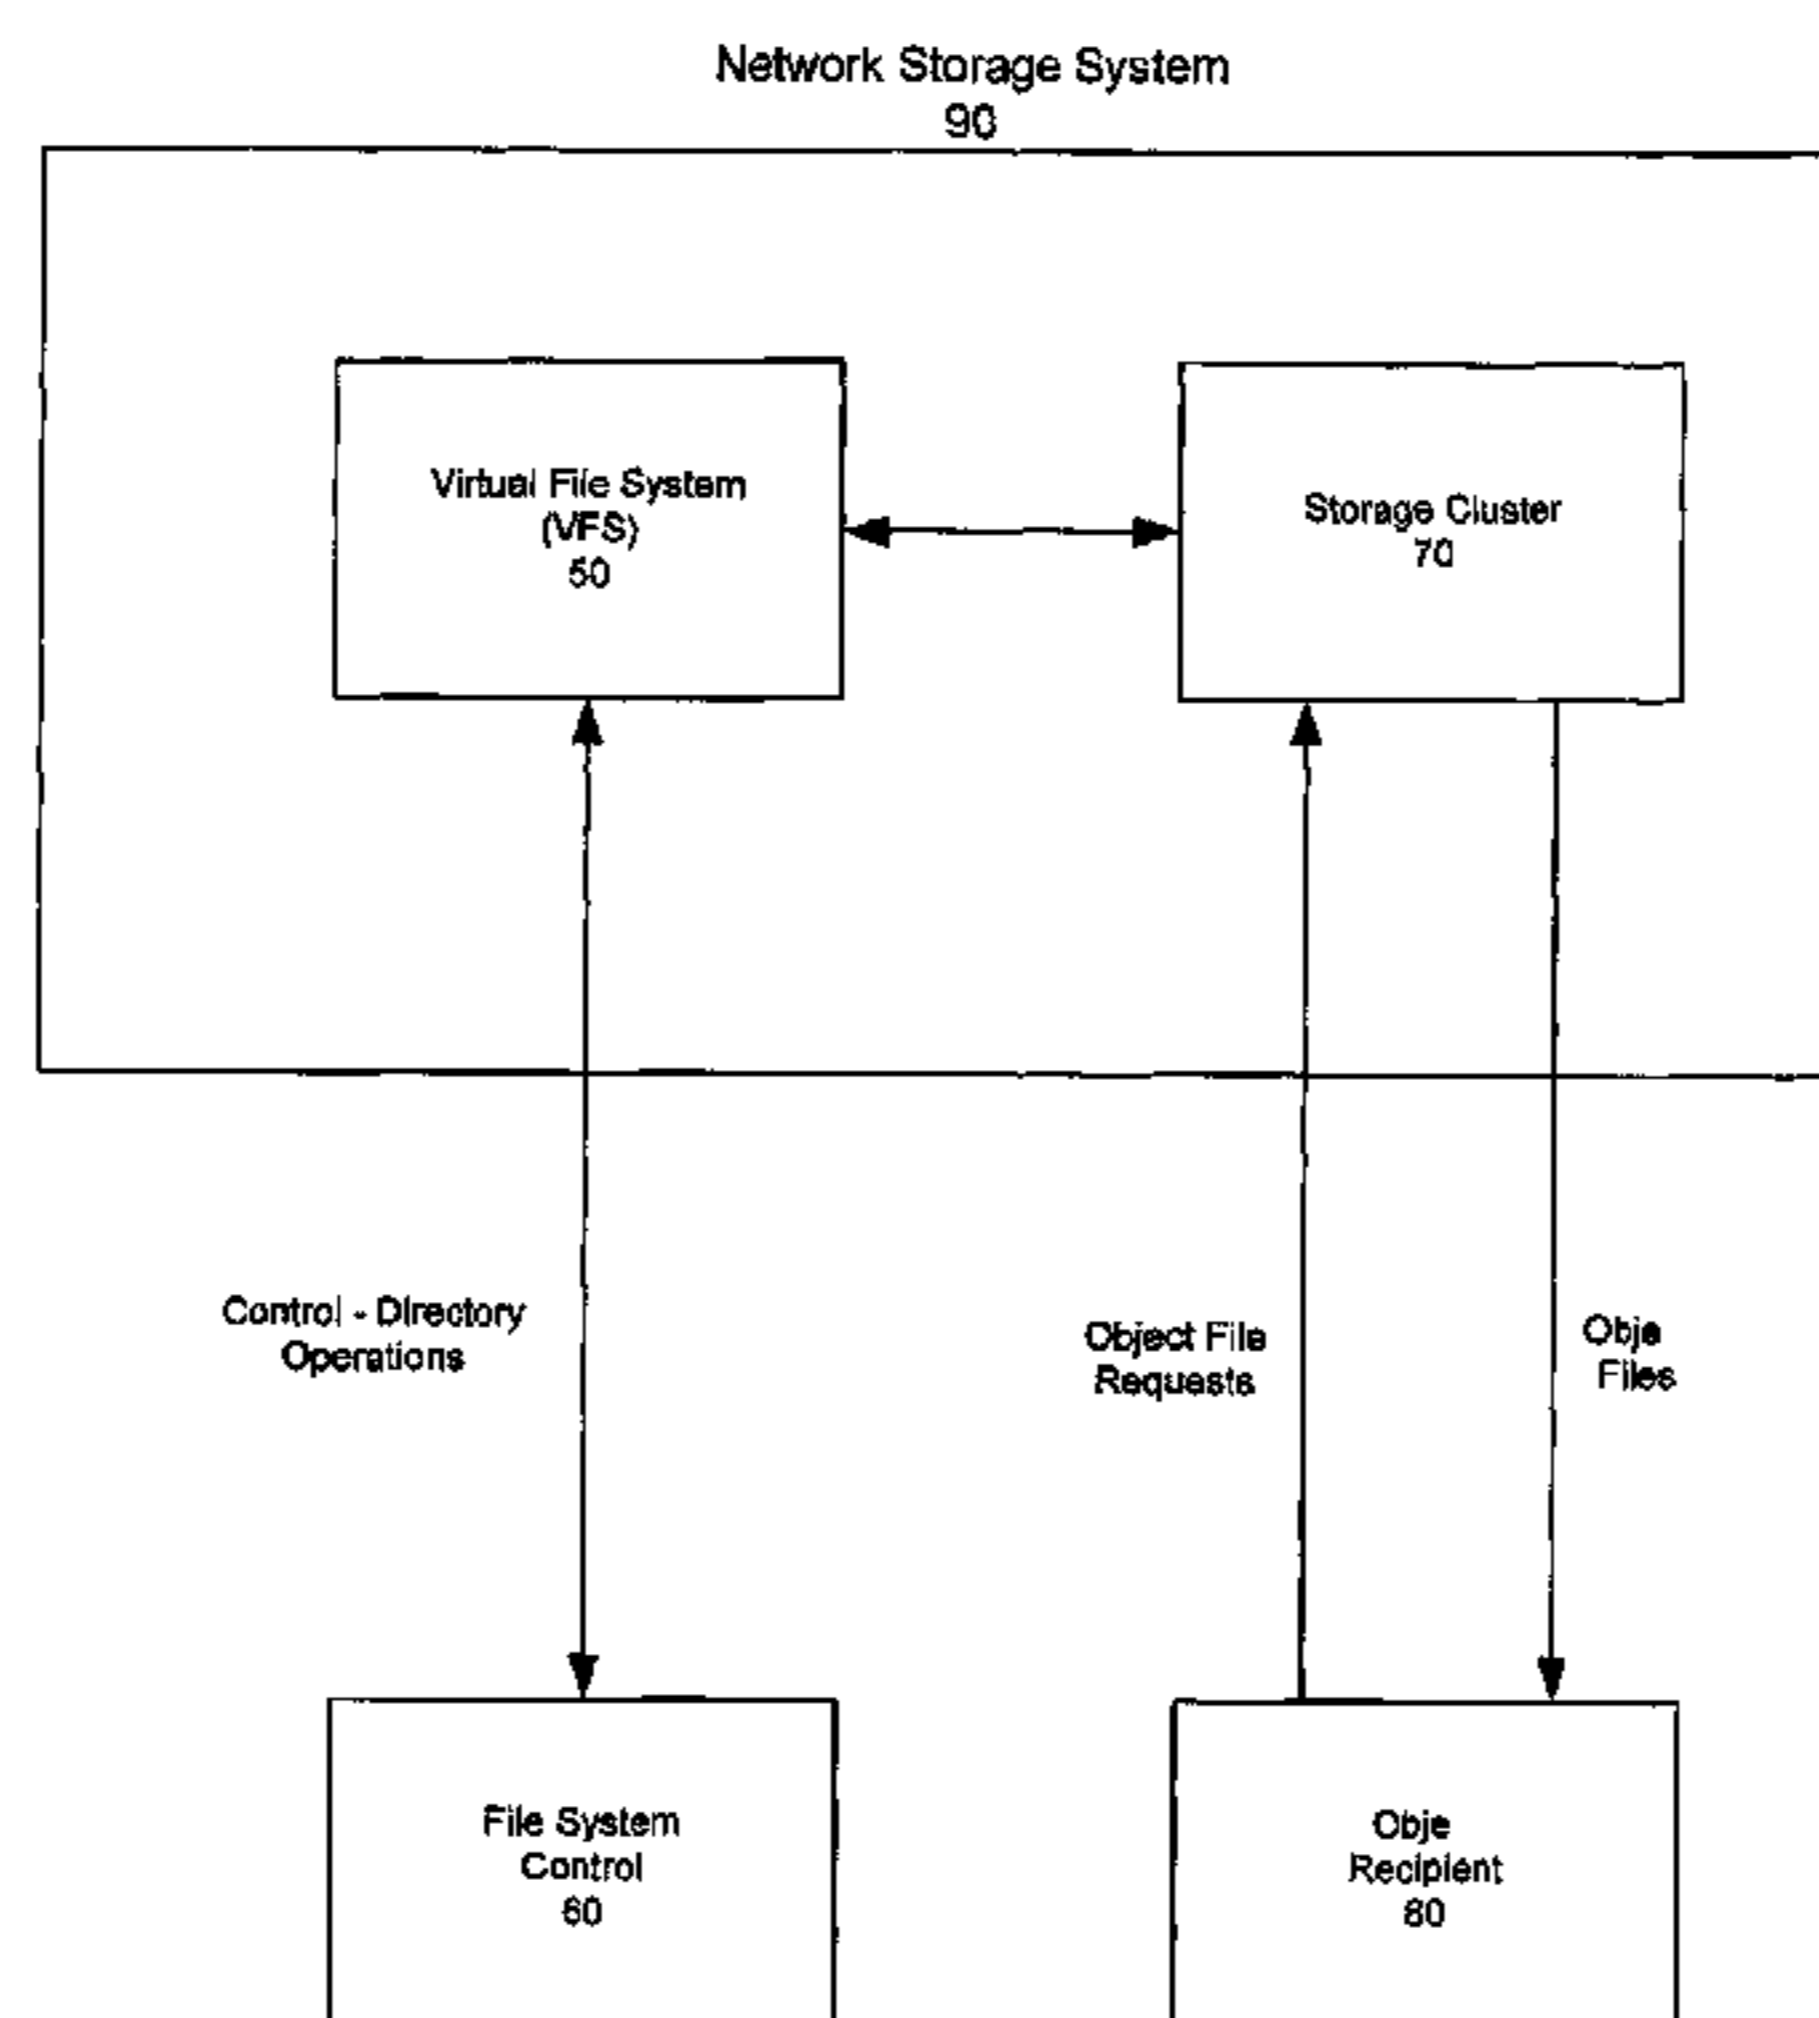 Network Storage System
90
Virtual File System
(VFS)
50
Storage Cluster
70
Control - Directory
Operations
Object File
Requests
Obje
Files
File System
Control
60
Obje
Recipient
80